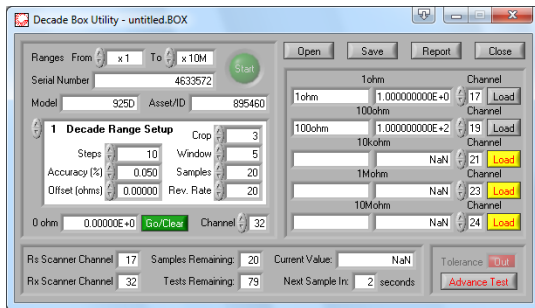 Decade Box Utility - untitled.BOX
Ranges From x 1 To x 10M
Start
Serial Number 4633572
Model 925D Asset/ID 895460
1 Decade Range Setup Crop 3
Steps 10 Window 5
Accuracy (%) 0.050 Samples 20
Offset (ohms) 0.00000 Rev. Rate 20
0 ohm 0.00000E+0 Go/Clear Channel 32
Open Save Report Close
1ohm Channel
1ohm 1.000000000E+0 17 Load
100ohm Channel
100ohm 1.000000000E+2 19 Load
10kohm Channel
NaN 21 Load
1Mohm Channel
NaN 23 Load
10Mohm Channel
NaN 24 Load
Rs Scanner Channel 17 Samples Remaining: 20 Current Value: NaN
Rx Scanner Channel 32 Tests Remaining: 79 Next Sample In: 2 seconds
Tolerance Out
Advance Test